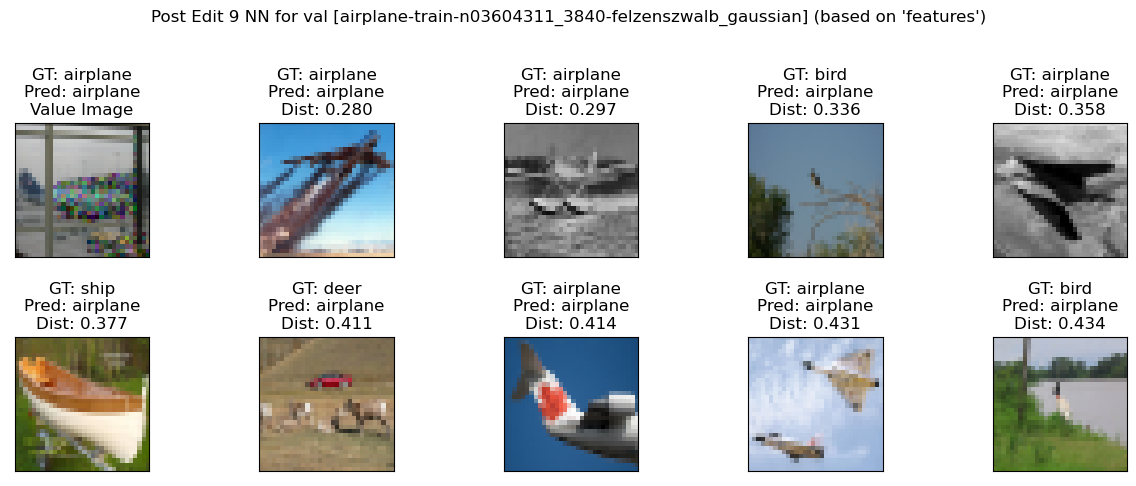 Post Edit 9 NN for val [airplane-train-n03604311_3840-felzenszwalb_gaussian] (based on 'features')
GT: airplane
Pred: airplane
Value Image
GT: airplane
Pred: airplane
Dist: 0.280
GT: airplane
Pred: airplane
Dist: 0.297
GT: bird
Pred: airplane
Dist: 0.336
GT: airplane
Pred: airplane
Dist: 0.358
GT: ship
Pred: airplane
Dist: 0.377
GT: deer
Pred: airplane
Dist: 0.411
GT: airplane
Pred: airplane
Dist: 0.414
GT: airplane
Pred: airplane
Dist: 0.431
GT: bird
Pred: airplane
Dist: 0.434